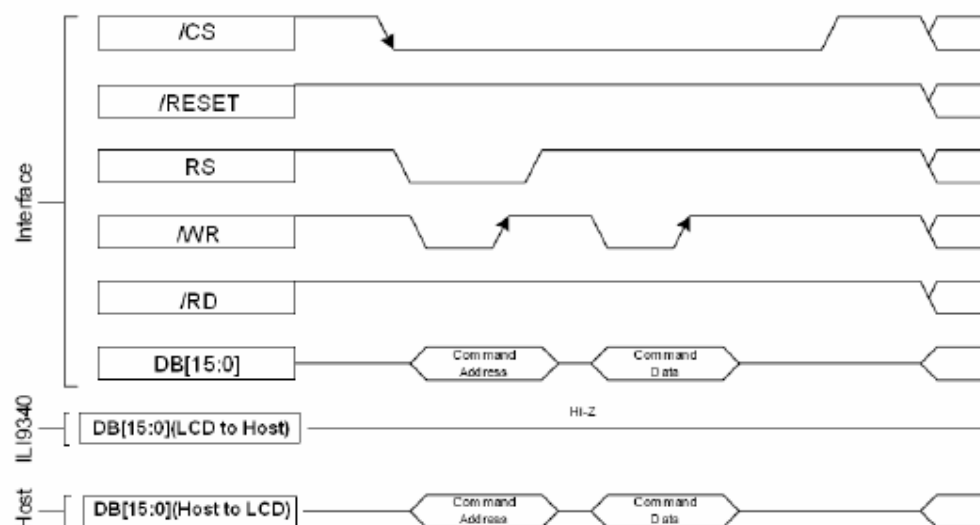 Interface
/CS
/RESET
RS
/WR
/RD
DB[15:0]
Command
Address
Command
Data
ILI9340
DB[15:0](LCD to Host)
Hi-Z
Host
DB[15:0](Host to LCD)
Command
Address
Command
Data